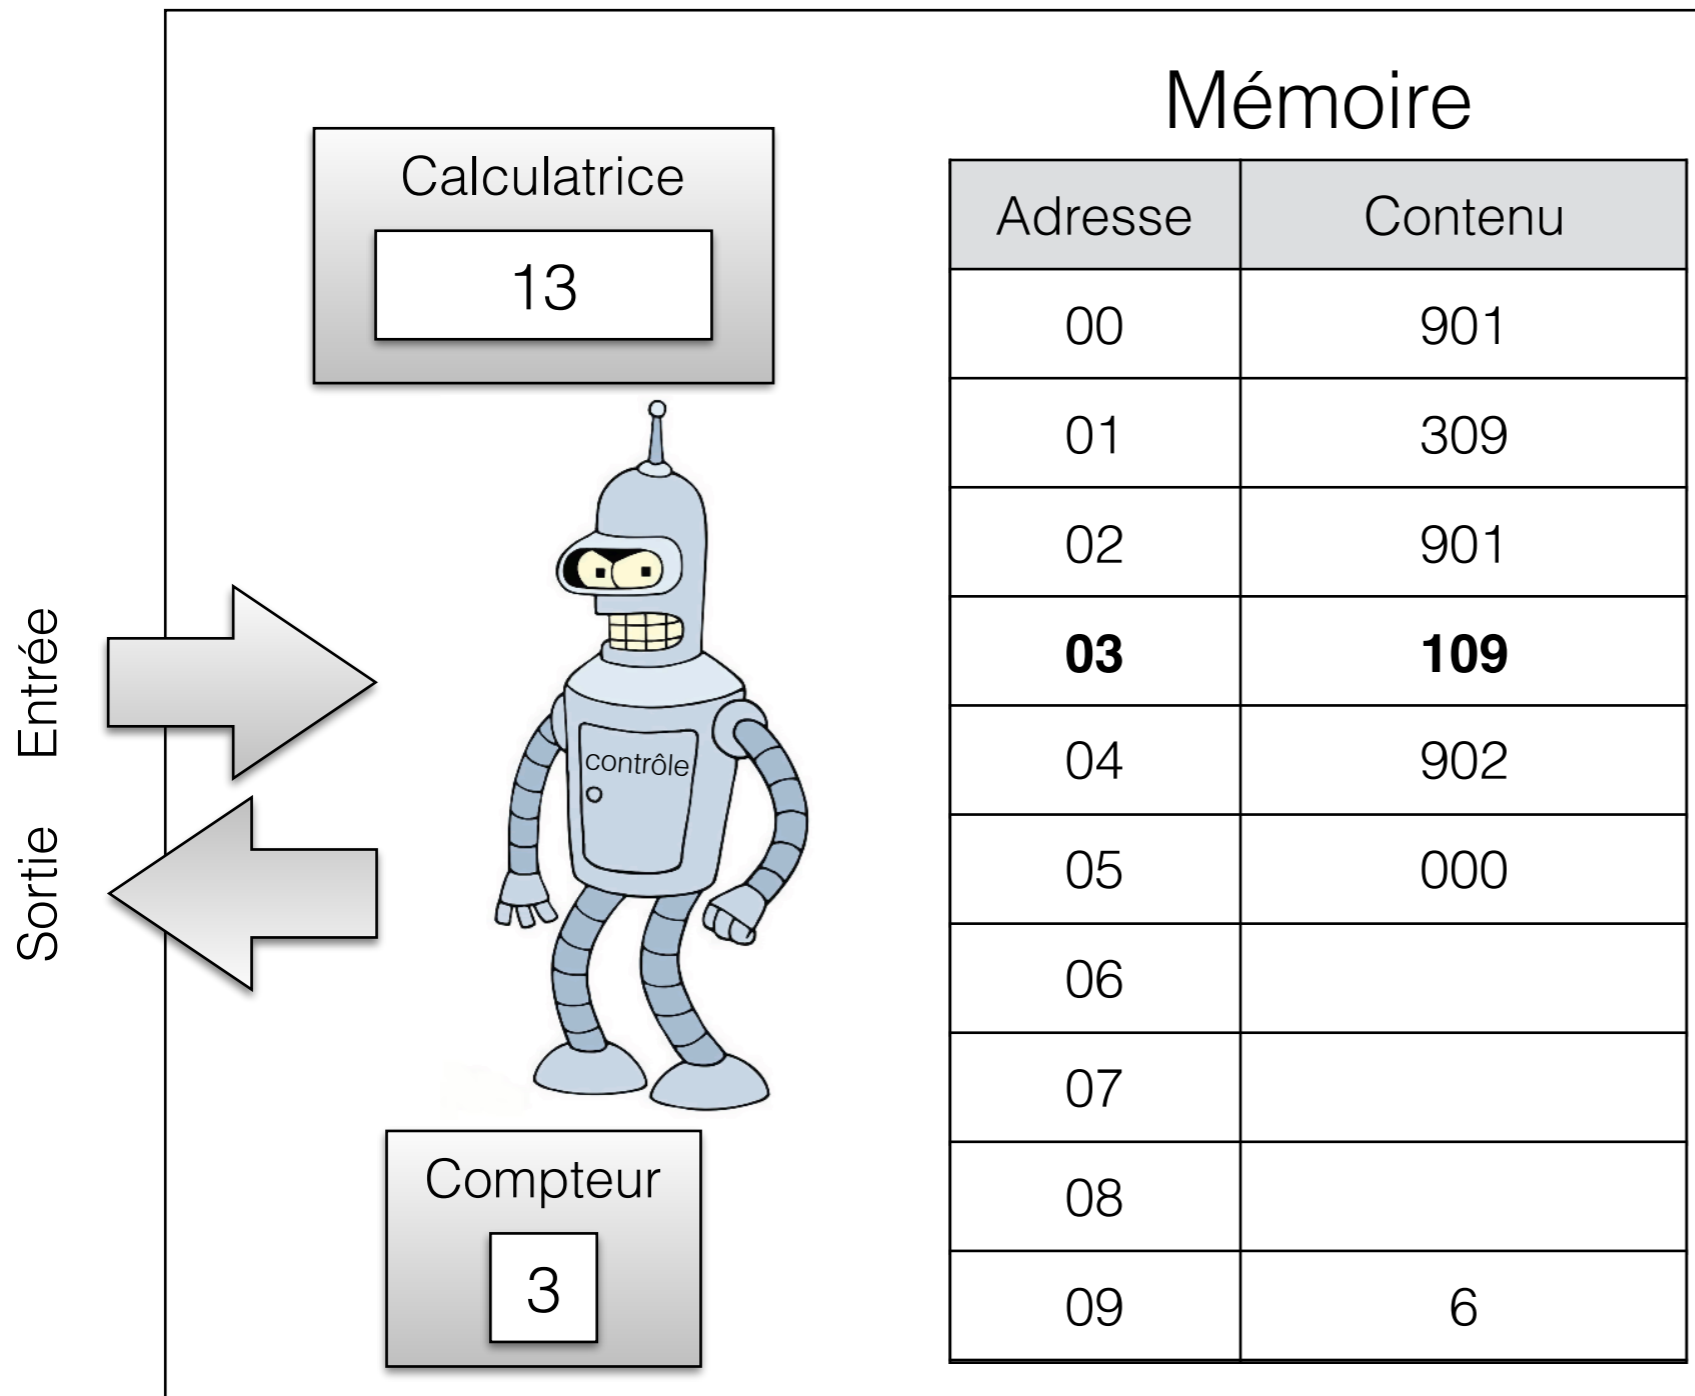 Mémoire
Calculatrice
13
Entrée
Sortie
contrôle
Compteur
3
Adresse Contenu
00 901
01 309
02 901
03 109
04 902
05 000
06
07
08
09 6